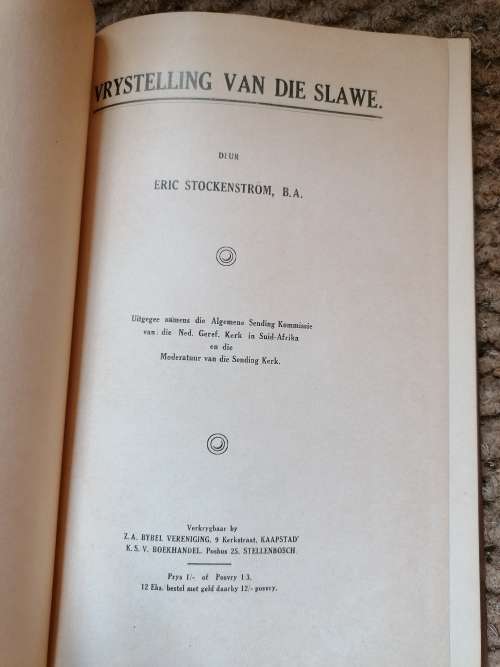 VRYSTELLING VAN DIE SLAWE.
DEUR
ERIC STOCKENSTROM, B.A.
Uitgegee namens die Algemene Sending Kommissie
van die Ned. Geref. Kerk in Suid-Afrika
en die
Moderatuur van die Sending Kerk.
Verkrygbaar by
Z.A. BYBEL VERENIGING, 9 Kerkstraat, KAAPSTAD
K.S.V. BOEKHANDEL, Posbus 25, STELLENBOSCH
Prys 1/- of Posvry 1/3.
12 Eks. bestel met geld daarby 12/- posvry.